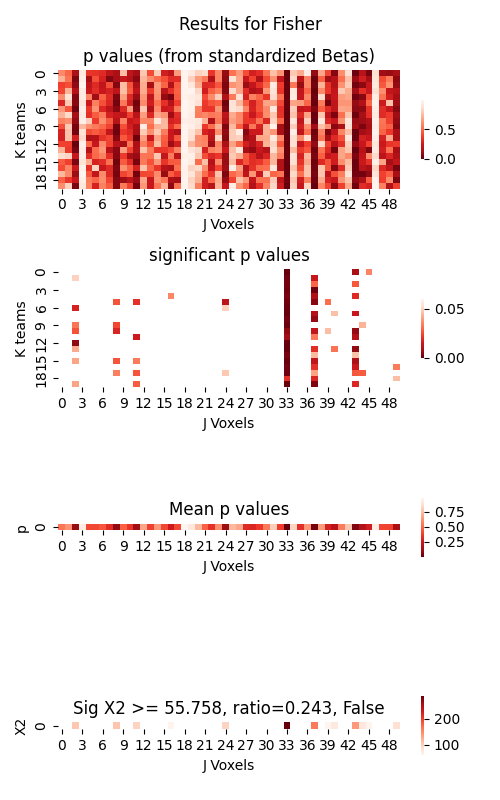 Results for Fisher
p values (from standardized Betas)
K teams
0
3
6
9
12
15
18
0 3 6 9 12 15 18 21 24 27 30 33 36 39 42 45 48
J Voxels
0.5
0.0
significant p values
K teams
0
3
6
9
12
15
18
0 3 6 9 12 15 18 21 24 27 30 33 36 39 42 45 48
J Voxels
0.05
0.00
Mean p values
p
0
0 3 6 9 12 15 18 21 24 27 30 33 36 39 42 45 48
J Voxels
0.75
0.50
0.25
Sig X2 >= 55.758, ratio=0.243, False
X2
0
0 3 6 9 12 15 18 21 24 27 30 33 36 39 42 45 48
J Voxels
200
100